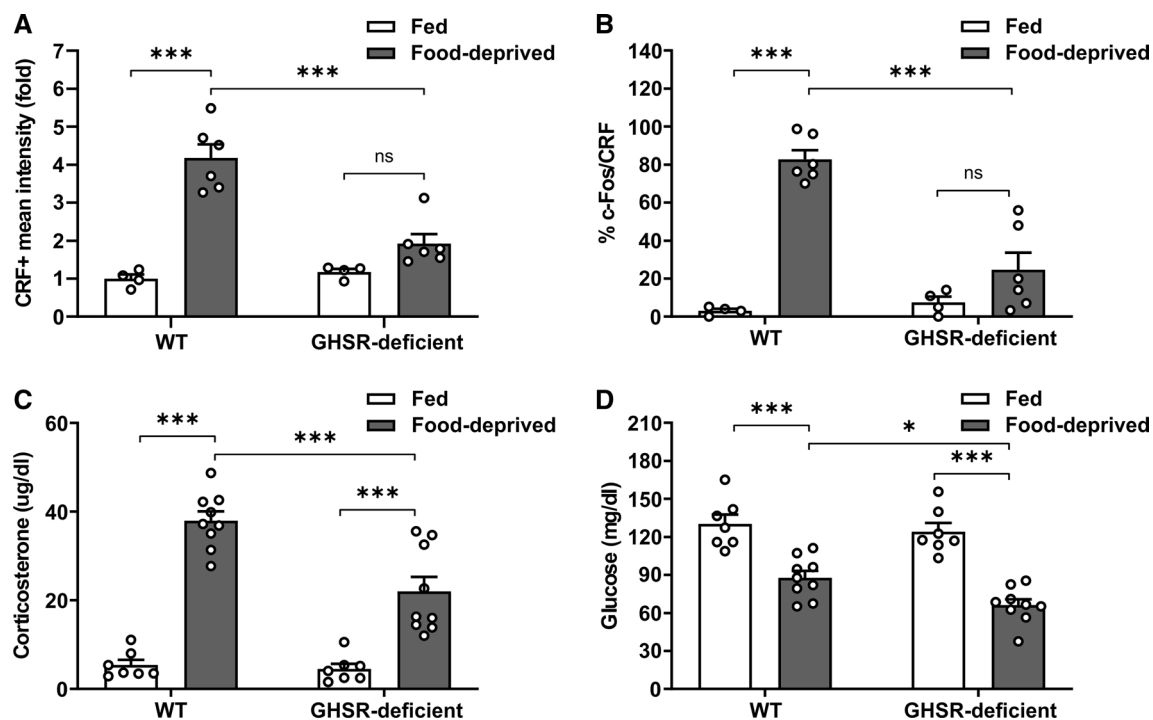 A
Fed
Food-deprived
CRF+ mean intensity (fold)
7
6
5
4
3
2
1
0
***
***
ns
WT
GHSR-deficient
B
Fed
Food-deprived
% c-Fos/CRF
140
120
100
80
60
40
20
0
***
***
ns
WT
GHSR-deficient
C
Fed
Food-deprived
Corticosterone (ug/dl)
60
40
20
0
***
***
***
WT
GHSR-deficient
D
Fed
Food-deprived
Glucose (mg/dl)
210
180
150
120
90
60
30
0
***
*
***
WT
GHSR-deficient